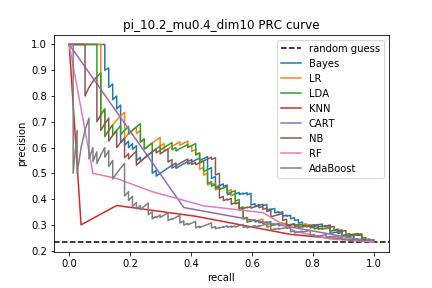 pi_10.2_mu0.4_dim10 PRC curve
random guess
Bayes
LR
LDA
KNN
CART
NB
RF
AdaBoost
precision
1.0
0.9
0.8
0.7
0.6
0.5
0.4
0.3
0.2
0.0 0.2 0.4 0.6 0.8 1.0
recall